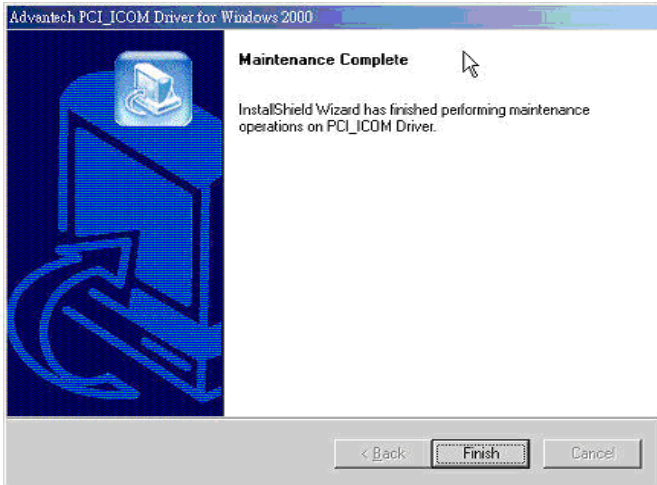 Advantech PCI_ICOM Driver for Windows 2000
Maintenance Complete
InstallShield Wizard has finished performing maintenance
operations on PCI_ICOM Driver.
< Back
Finish
Cancel